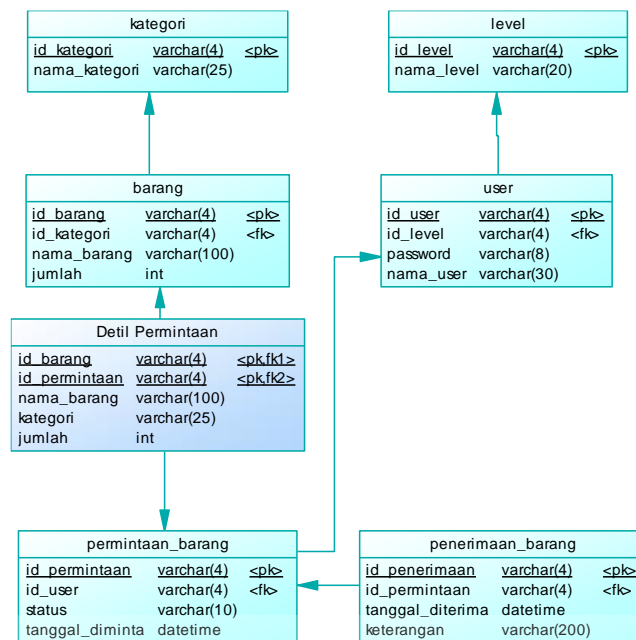 kategori
id_kategori varchar(4) <pk>
nama_kategori varchar(25)
level
id_level varchar(4) <pk>
nama_level varchar(20)
barang
id_barang varchar(4) <pk>
id_kategori varchar(4) <fk>
nama_barang varchar(100)
jumlah int
user
id_user varchar(4) <pk>
id_level varchar(4) <fk>
password varchar(8)
nama_user varchar(30)
Detil Permintaan
id_barang varchar(4) <pk,fk1>
id_permintaan varchar(4) <pk,fk2>
nama_barang varchar(100)
kategori varchar(25)
jumlah int
permintaan_barang
id_permintaan varchar(4) <pk>
id_user varchar(4) <fk>
status varchar(10)
tanggal_diminta datetime
penerimaan_barang
id_penerimaan varchar(4) <pk>
id_permintaan varchar(4) <fk>
tanggal_diterima datetime
keterangan varchar(200)